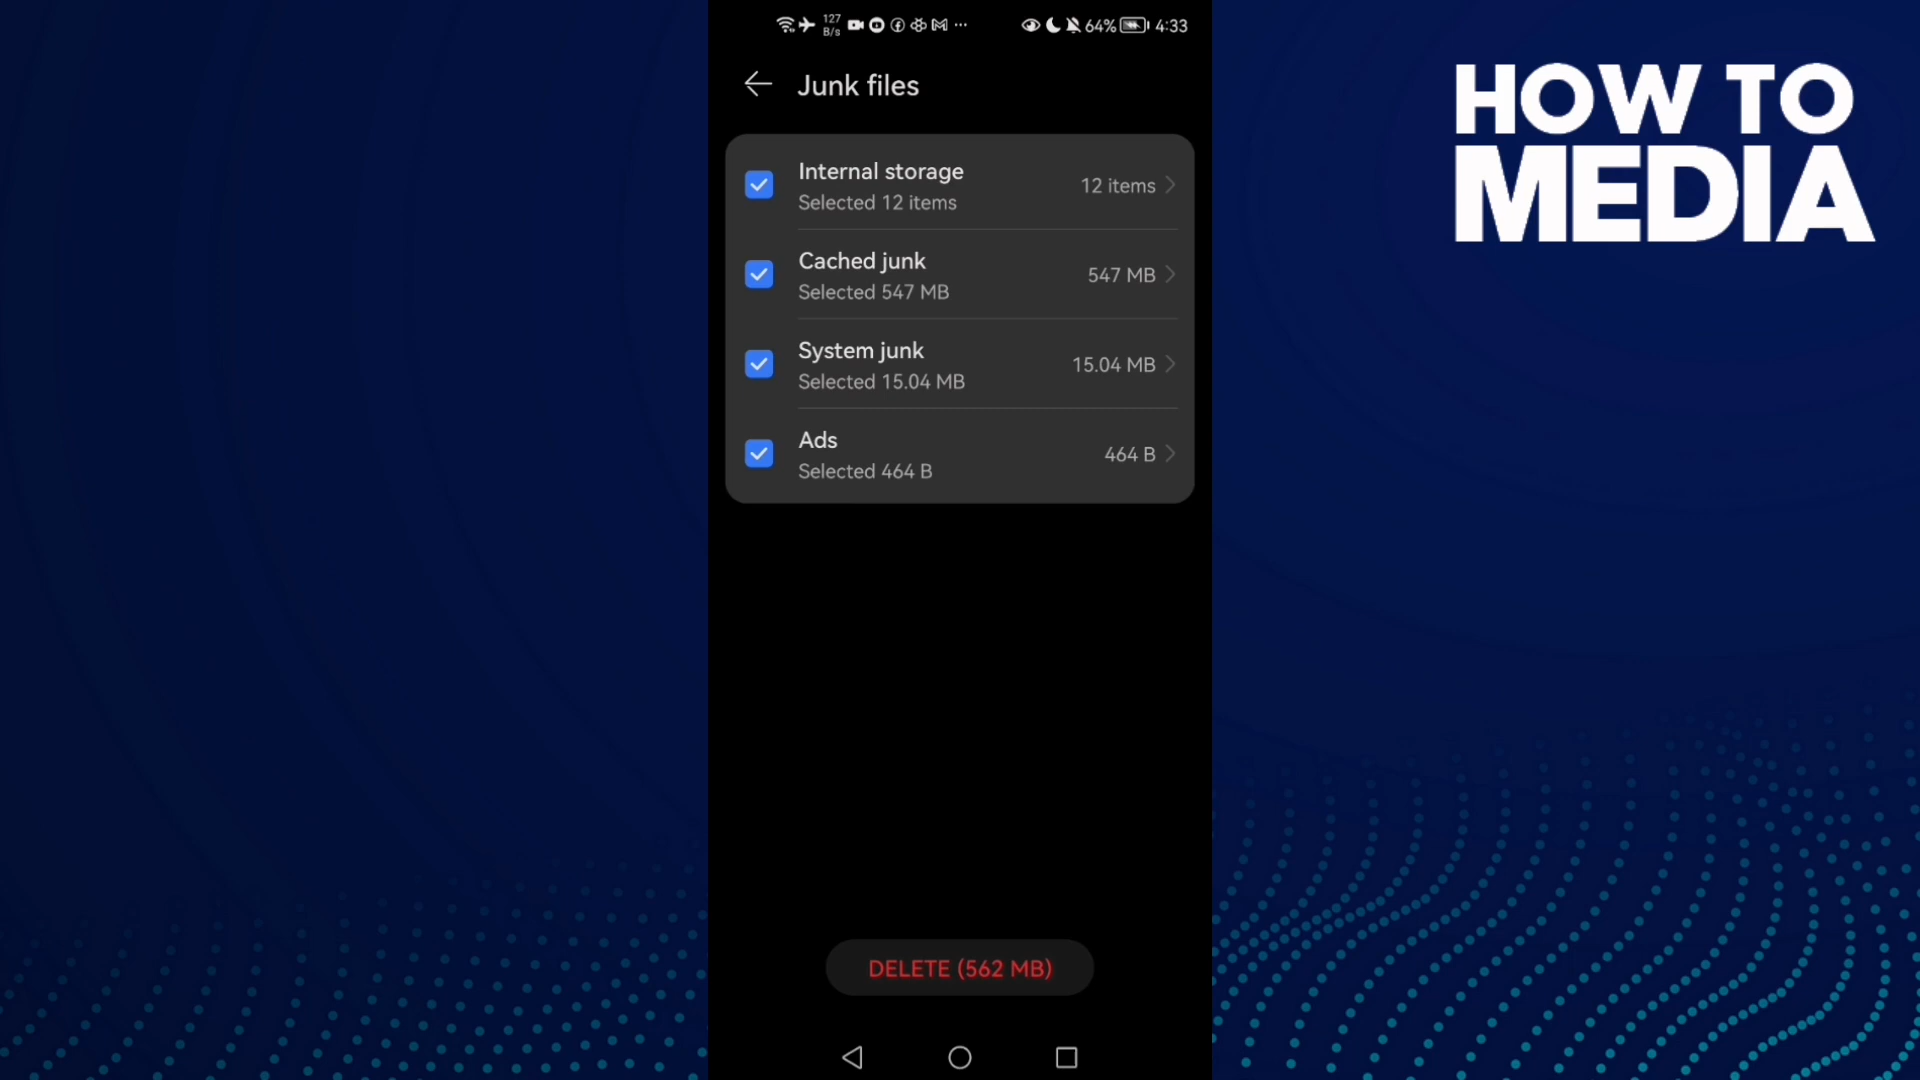 127
B/s
64%
4:33
Junk files
HOW TO
MEDIA
Internal storage
Selected 12 items
12 items
Cached junk
Selected 547 MB
547 MB
System junk
Selected 15.04 MB
15.04 MB
Ads
Selected 464 B
464 B
DELETE (562 MB)